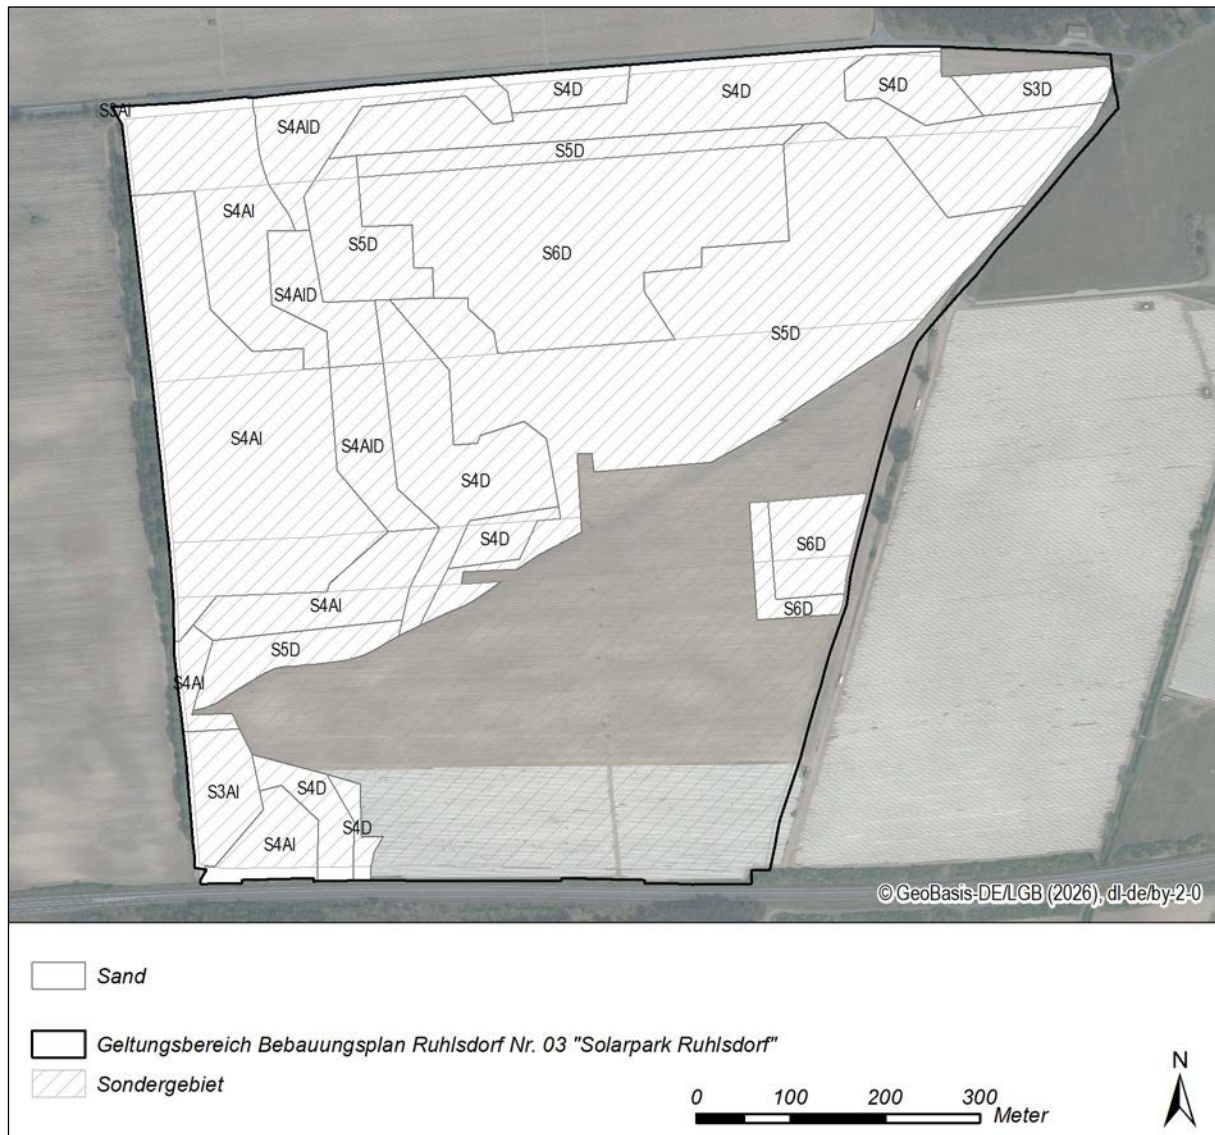 S4D
S4D
S4D
S3D
S3Al
S4AlD
S5D
S4Al
S5D
S6D
S4AlD
S5D
S4Al
S4AlD
S4D
S4D
S6D
S4Al
S6D
S5D
S4Al
S3Al
S4D
S4D
S4Al
© GeoBasis-DE/LGB (2026), dl-de/by-2-0
Sand
Geltungsbereich Bebauungsplan Ruhlsdorf Nr. 03 "Solarpark Ruhlsdorf"
Sondergebiet
N
0 100 200 300
Meter